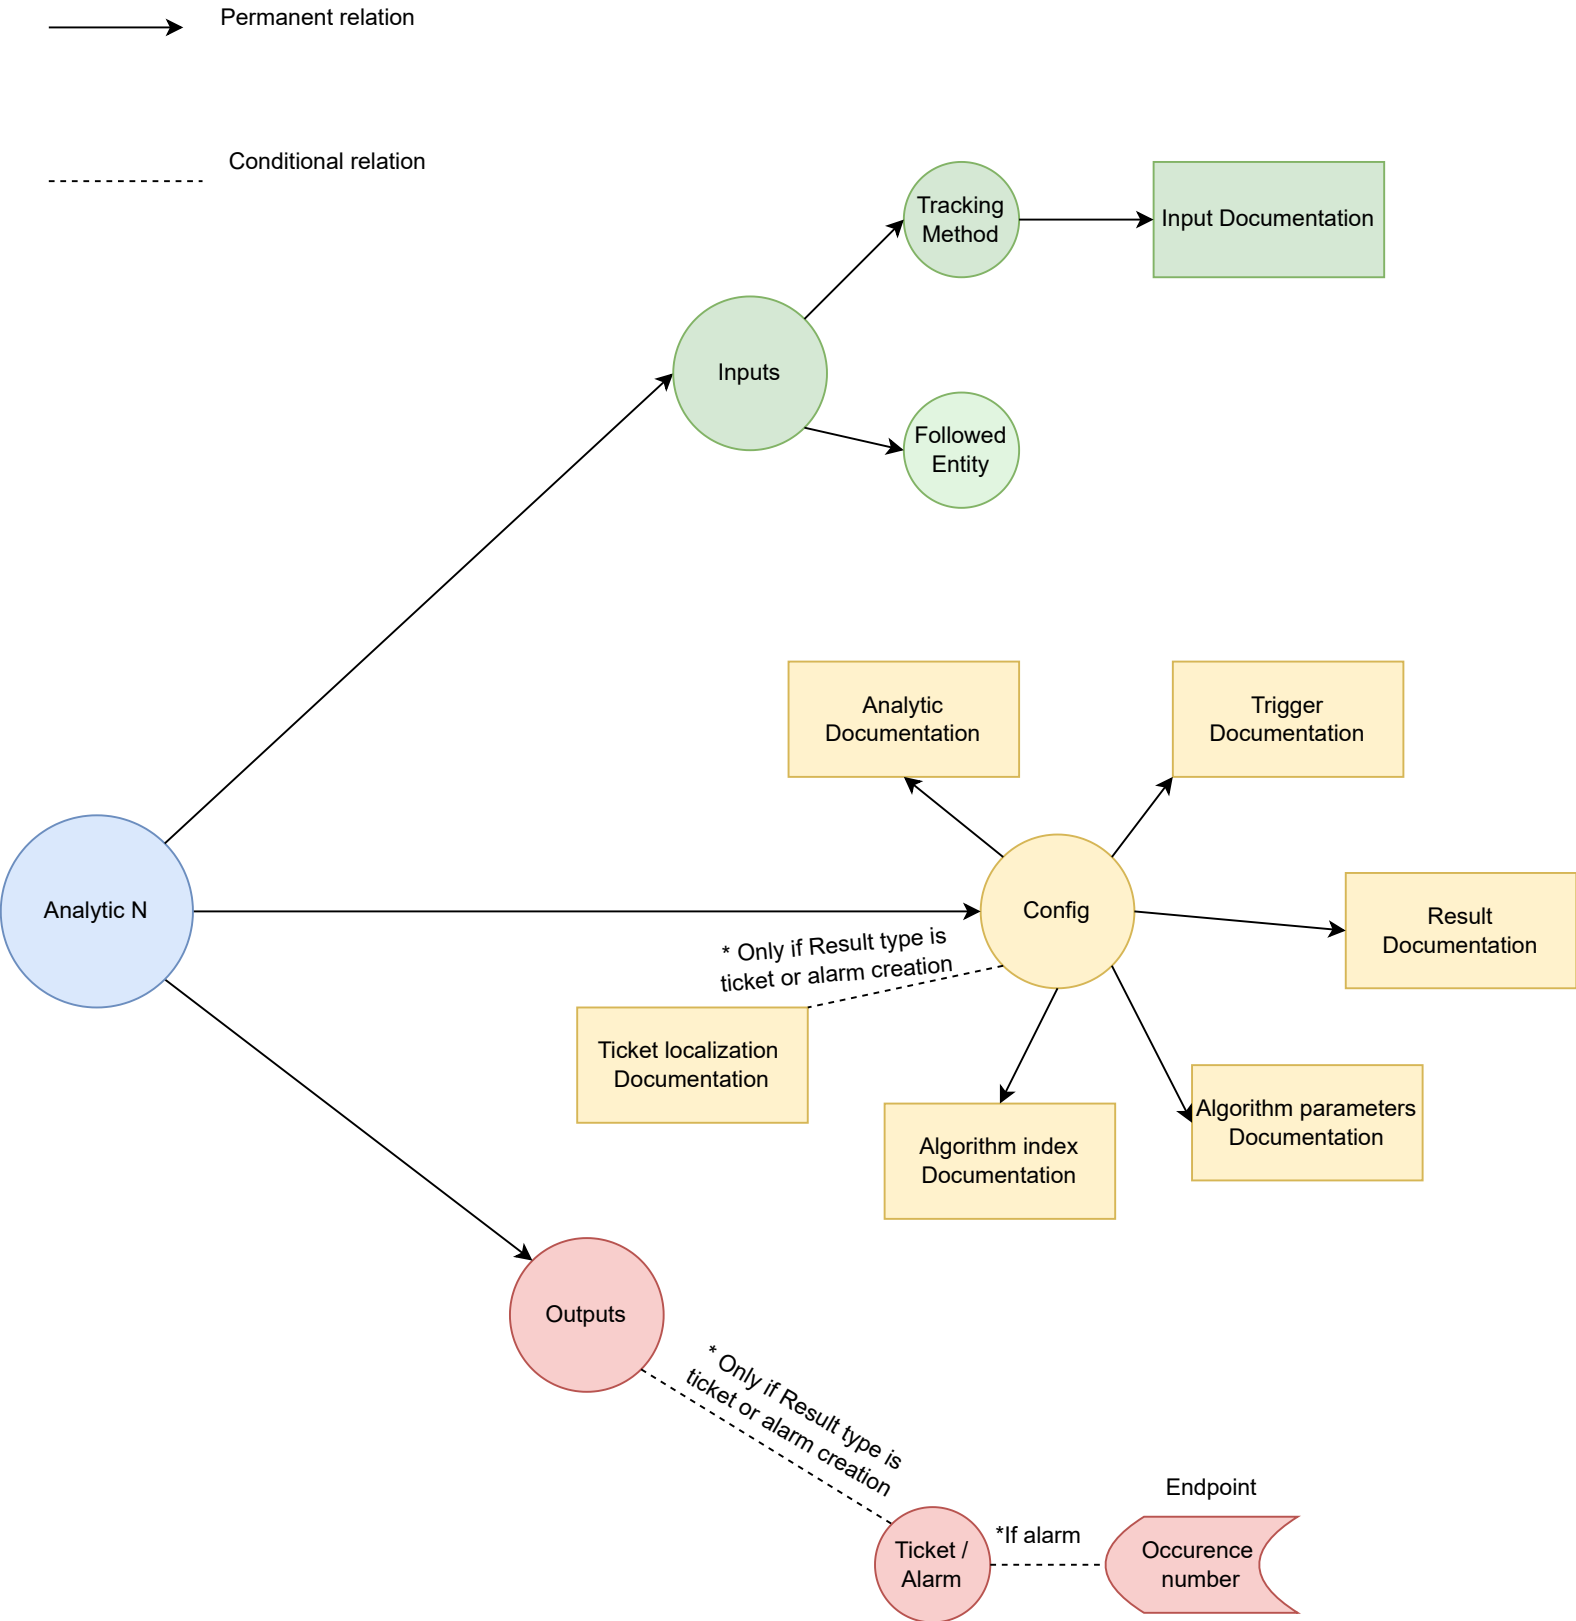 Permanent relation
Conditional relation
Tracking
Method
Input Documentation
Inputs
Followed
Entity
Analytic
Documentation
Trigger
Documentation
Analytic N
Config
Result
Documentation
* Only if Result type is
ticket or alarm creation
Ticket localization
Documentation
Algorithm index
Documentation
Algorithm parameters
Documentation
Outputs
* Only if Result type is
ticket or alarm creation
Endpoint
*If alarm
Ticket /
Alarm
Occurence
number